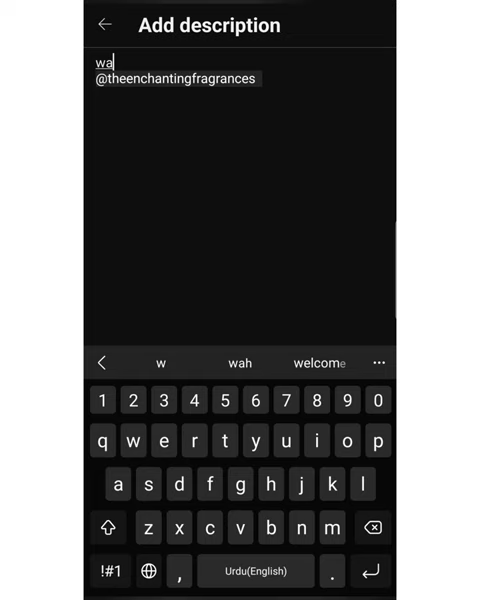 Add description
wa
@theenchantingfragrances
w wah welcome
1 2 3 4 5 6 7 8 9 0
q w e r t y u i o p
a s d f g h j k l
z x c v b n m
!#1 , Urdu(English) .